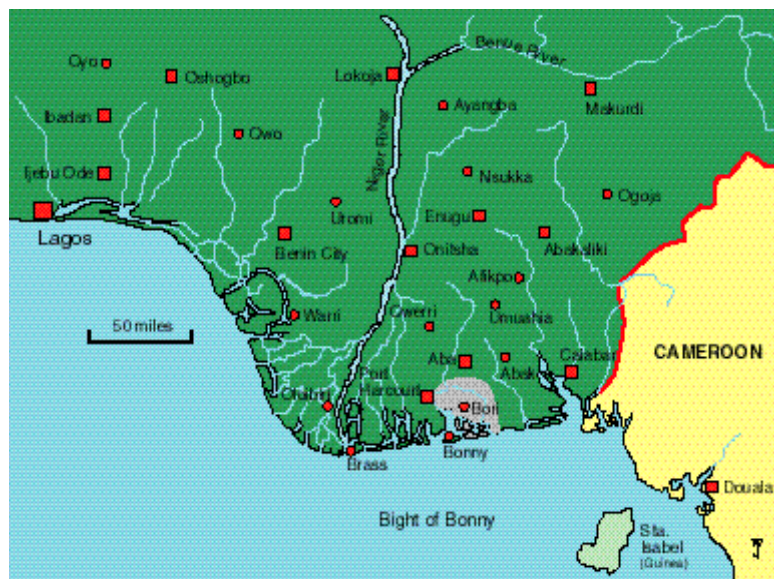 Oyo
Oshogbo
Lokoja
Benue River
Ibadan
Ayangba
Makurdi
Owo
Niger River
Ijebu Ode
Nsukka
Ogoja
Lagos
Uromi
Enugu
Benin City
Onitsha
Abakaliki
Afikpo
50 miles
Warri
Owerri
Umuahia
Aba
Abak
Calabar
CAMEROON
Port
Harcourt
Oloibiri
Bori
Brass
Bonny
Douala
Bight of Bonny
Sta.
Isabel
(Guinea)